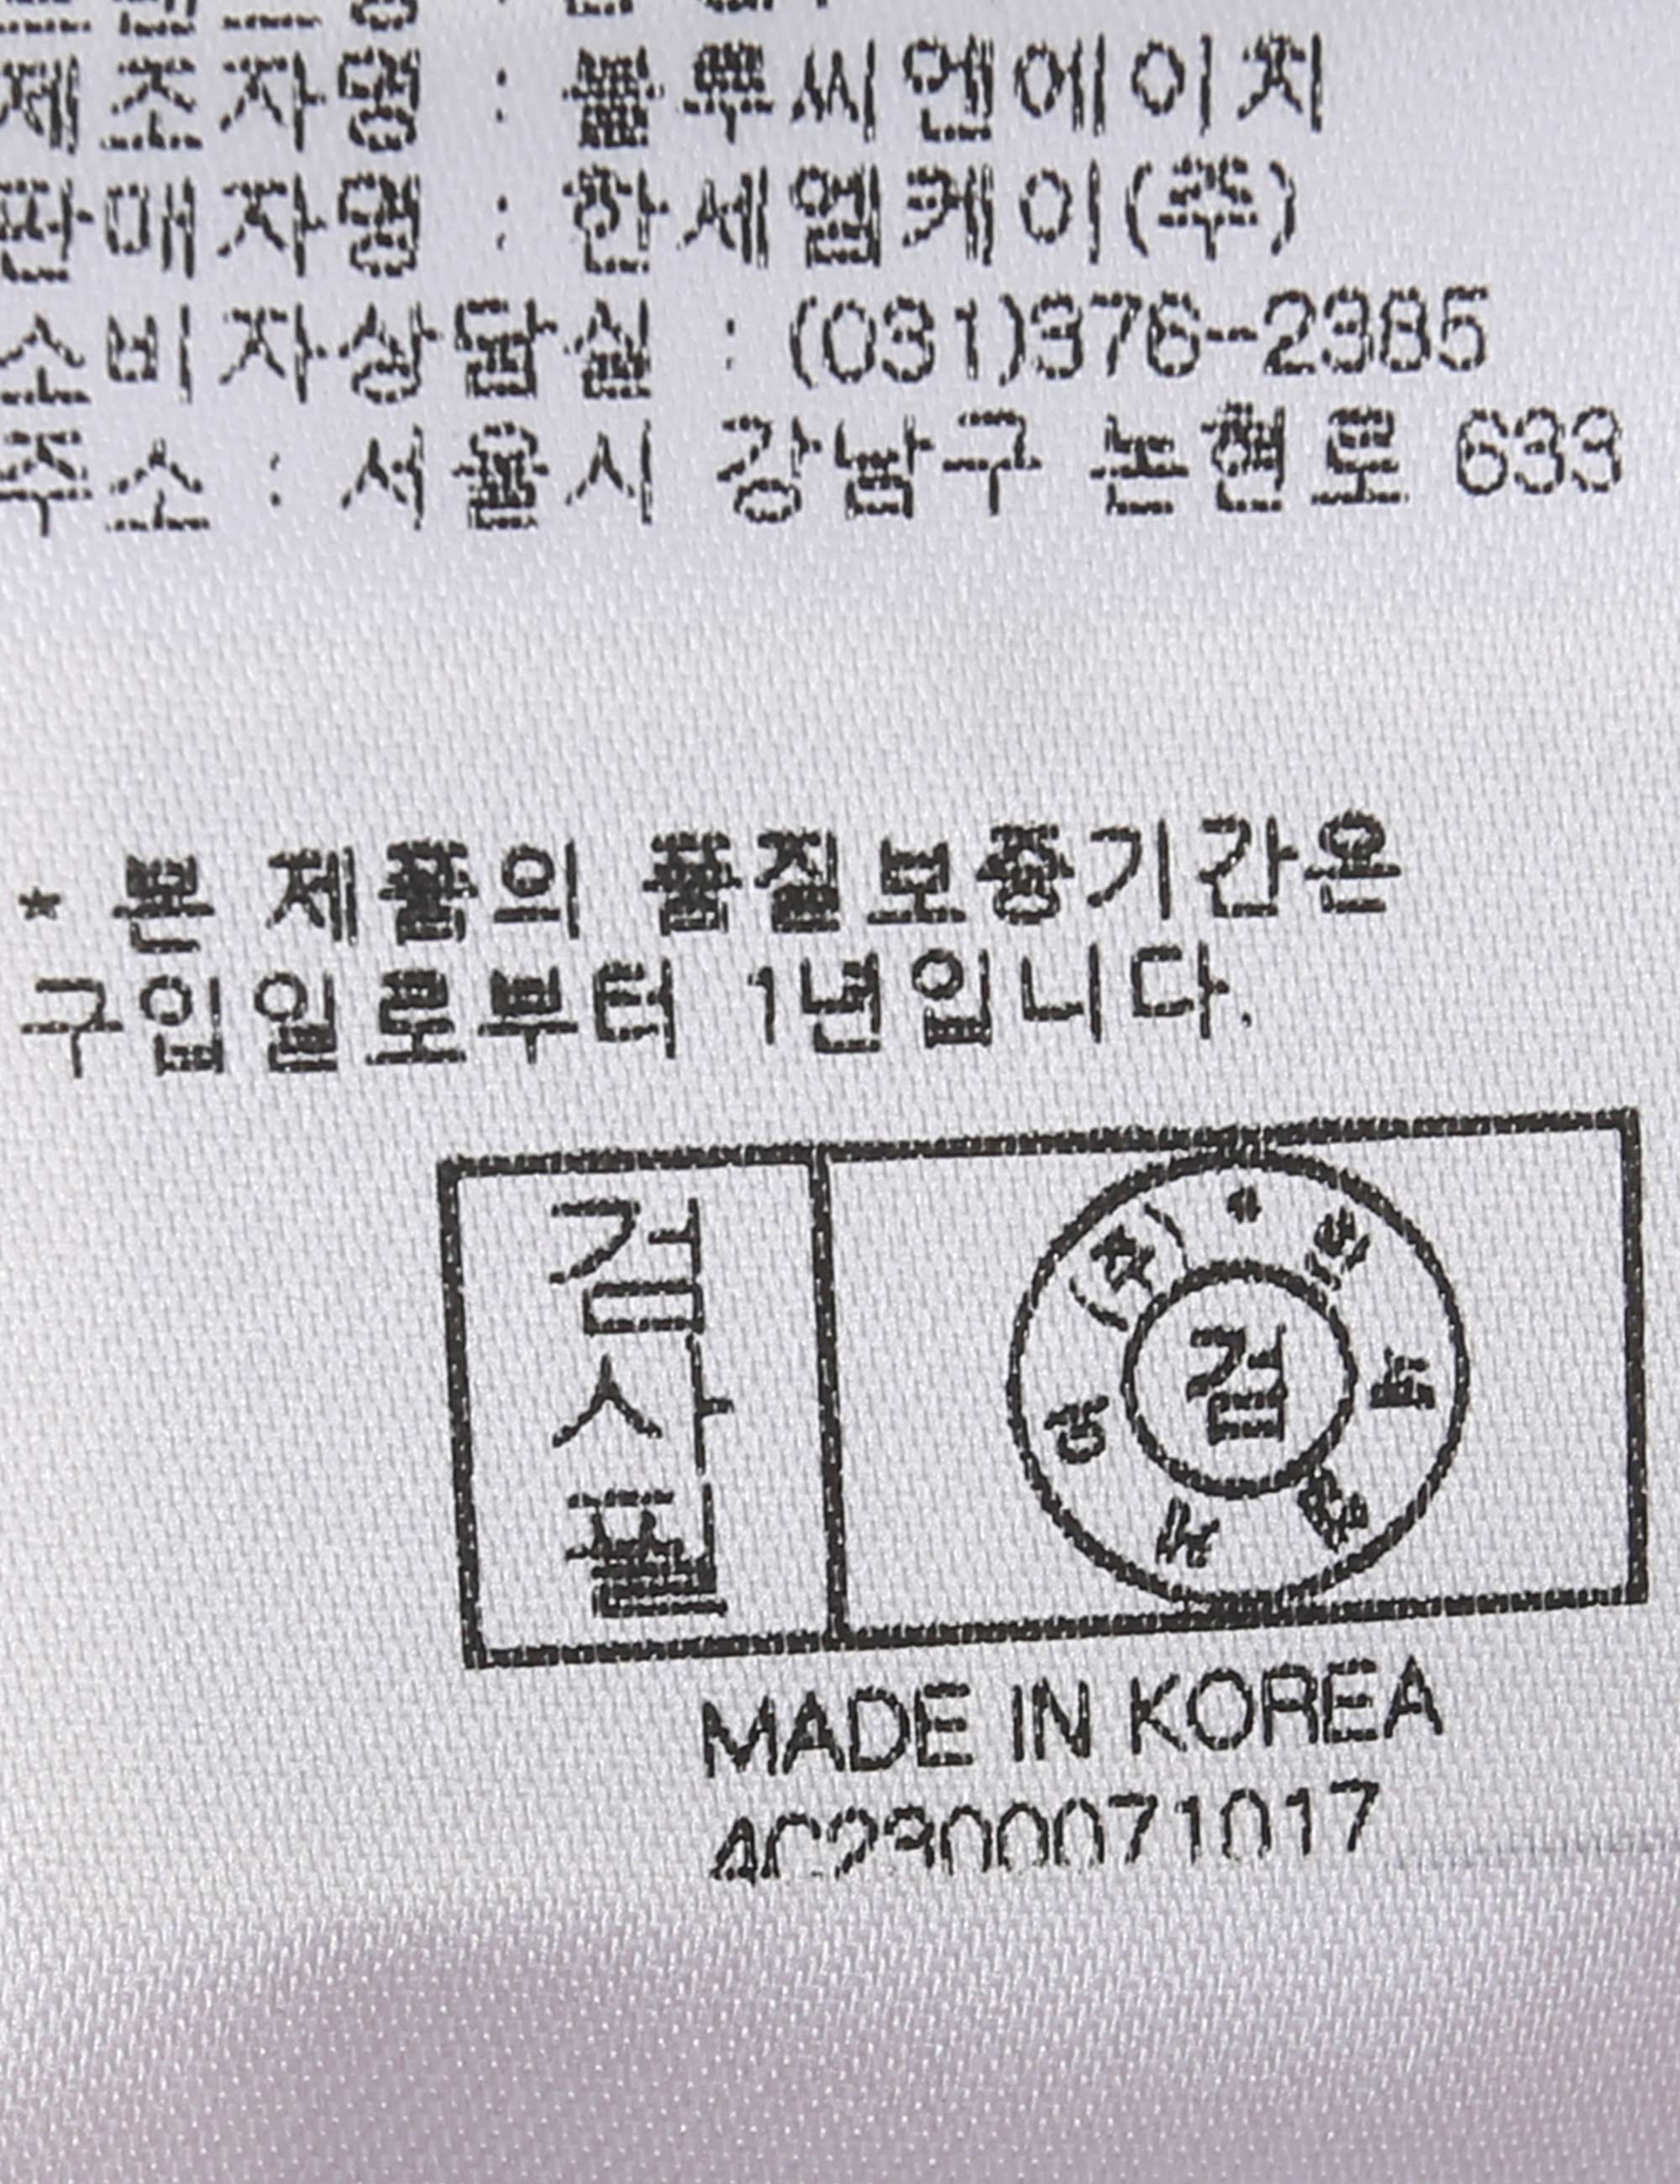 제조자명 : 플루씨엔에이치
판매자명 : 한세엠케이(주)
소비자상담실 : (031)376-2385
주소 : 서울시 강남구 논현로 633
* 본 제품의 품질보증기간은
구입일로부터 1년입니다.
검
사
필
(주)
검
MADE IN KOREA
4C2300071017